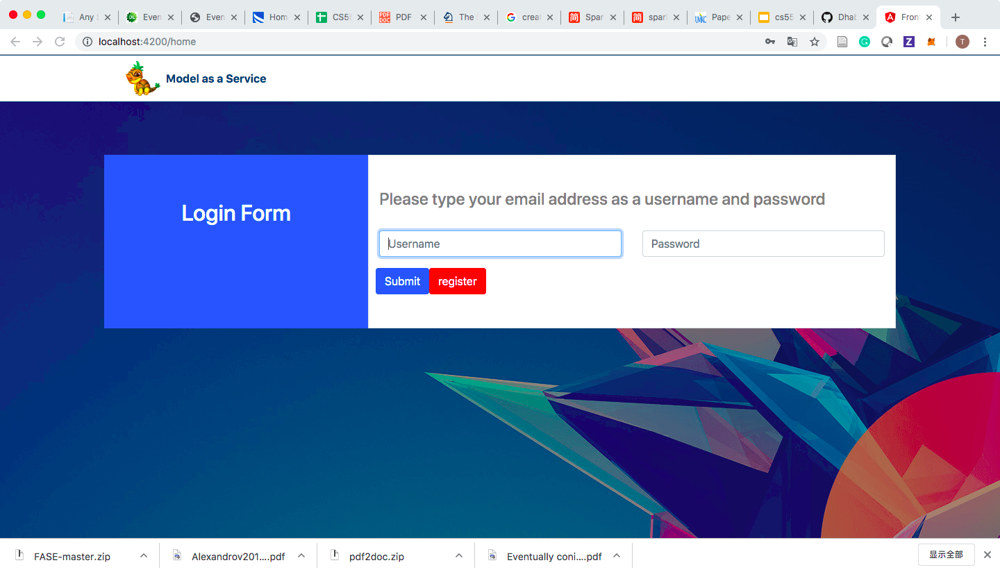 Any S
Even
Even
Hom
CS55
PDF
The S
creat
Spar
spar
Pape
cs55
Dhab
Fron
localhost:4200/home
T
Model as a Service
Login Form
Please type your email address as a username and password
Username
Password
Submit
register
FASE-master.zip
Alexandrov201....pdf
pdf2doc.zip
Eventually coni....pdf
显示全部